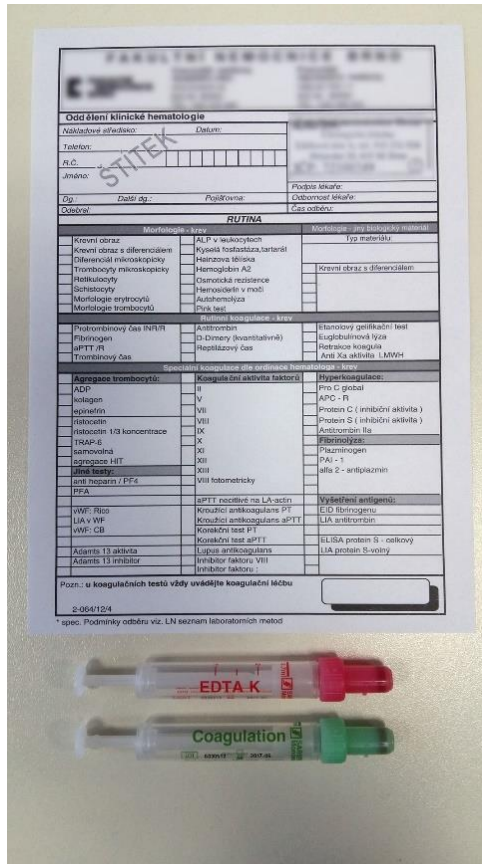 FAKULTNÍ NEMOCNICE BRNO
Oddělení klinické hematologie
Nákladové středisko: Datum:
Telefon:
R.Č.
Jméno:
ŠTÍTEK
Podpis lékaře:
Dg.: Další dg.: Pojišťovna: Odbornost lékaře:
Odebral: Čas odběru:
RUTINA
Morfologie - krev
Morfologie - jiný biologický materiál
Krevní obraz
Krevní obraz s diferenciálem
Diferenciál mikroskopicky
Trombocyty mikroskopicky
Retikulocyty
Schistocyty
Morfologie erytrocytů
Morfologie trombocytů
ALP v leukocytech
Kyselá fosfastáza,tartarát
Heinzova tělíska
Hemoglobin A2
Osmotická rezistence
Hemosiderin v moči
Autohemolýza
Pink test
Typ materiálu:
Krevní obraz s diferenciálem
Rutinní koagulace - krev
Protrombinový čas INR/R
Fibrinogen
aPTT /R
Trombinový čas
Antitrombin
D-Dimery (kvantitativně)
Reptilázový čas
Etanolový gelifikační test
Euglobulinová lýza
Retrakce koagula
Anti Xa aktivita LMWH
Speciální koagulace dle ordinace hematologa - krev
Agregace trombocytů:
ADP
kolagen
epinefrin
ristocetin
ristocetin 1/3 koncentrace
TRAP-6
samovolná
agregace HIT
Jiné testy:
anti heparin / PF4
PFA
vWF: Rico
LIA v WF
vWF: CB
Adamts 13 aktivita
Adamts 13 inhibitor
Koagulační aktivita faktorů
II
V
VII
VIII
IX
X
XI
XII
XIII
VIII fotometricky
aPTT nocitlivé na LA-actin
Kroužící antikoagulans PT
Kroužící antikoagulans aPTT
Korekční test PT
Korekční test aPTT
Lupus antikoagulans
Inhibitor faktoru VIII
Inhibitor faktoru :
Hyperkoagulace:
Pro C global
APC - R
Protein C ( inhibiční aktivita )
Protein S ( inhibiční aktivita )
Antitrombin IIa
Fibrinolýza:
Plazminogen
PAI - 1
alfa 2 - antiplazmin
Vyšetření antigenů:
EID fibrinogenu
LIA antitrombin
ELISA protein S - celkový
LIA protein S-volný
Pozn.: u koagulačních testů vždy uvádějte koagulační léčbu
2-064/12/4
* spec. Podmínky odběru viz. LN seznam laboratorních metod
EDTA K
Coagulation